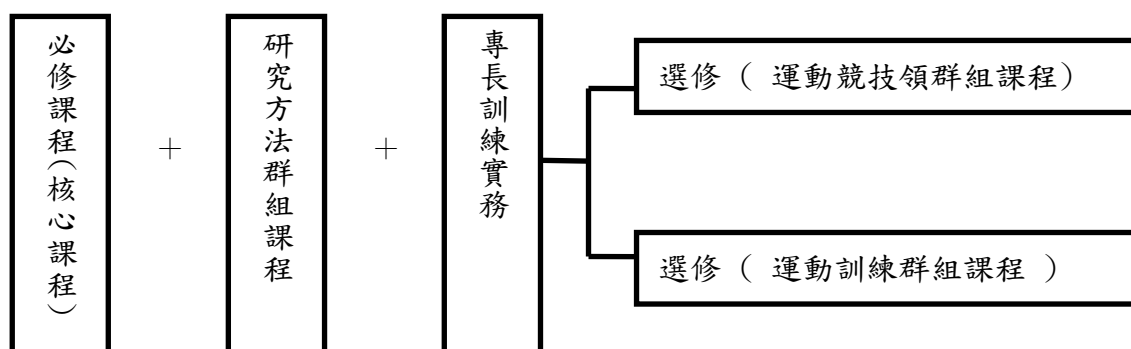 必修課程(核心課程)
+
研究方法群組課程
+
專長訓練實務
選修 ( 運動競技領群組課程)
選修 ( 運動訓練群組課程 )